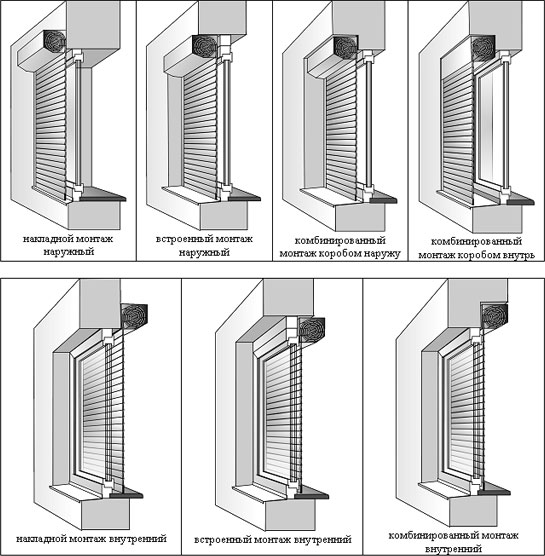 накладной монтаж
наружный
встроенный монтаж
наружный
комбинированный
монтаж коробом наружу
комбинированный
монтаж коробом внутрь
накладной монтаж внутренний
встроенный монтаж внутренний
комбинированный монтаж
внутренний